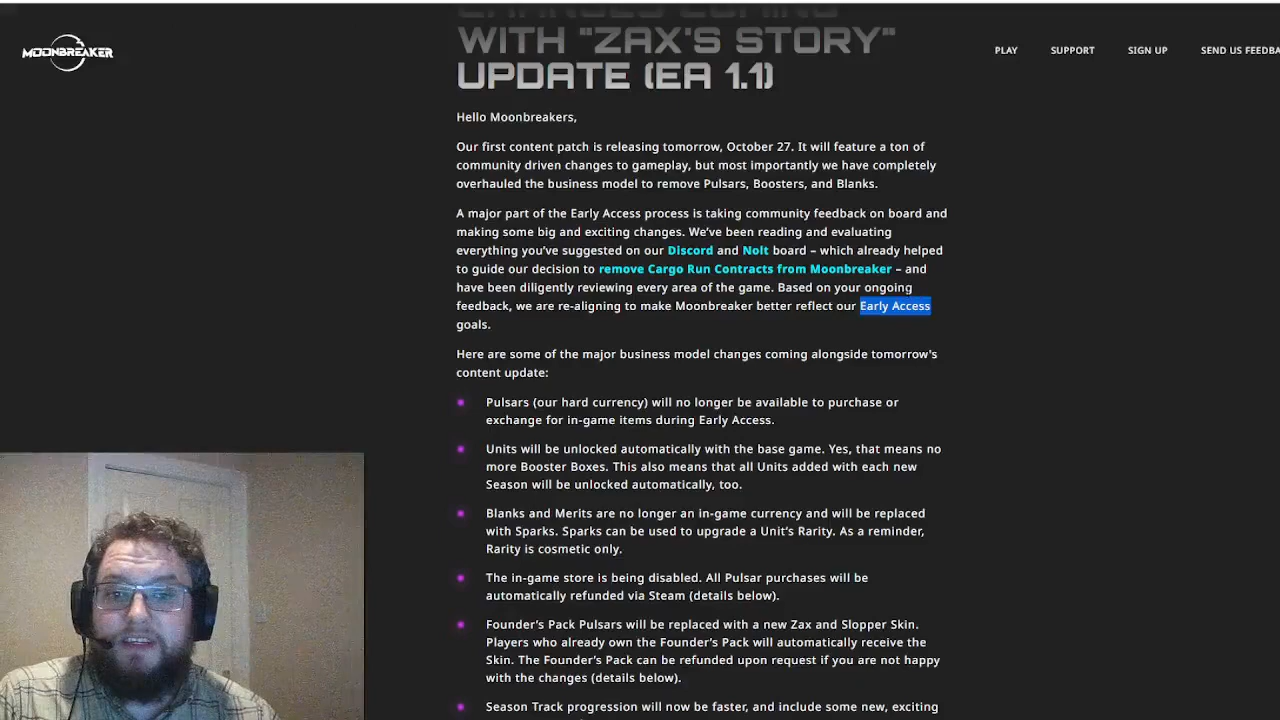 CHANGES COMING
WITH "ZAX'S STORY"
UPDATE (EA 1.1)
MOONBREAKER
PLAY
SUPPORT
SIGN UP
SEND US FEEDBA
Hello Moonbreakers,
Our first content patch is releasing tomorrow, October 27. It will feature a ton of
community driven changes to gameplay, but most importantly we have completely
overhauled the business model to remove Pulsars, Boosters, and Blanks.
A major part of the Early Access process is taking community feedback on board and
making some big and exciting changes. We've been reading and evaluating
everything you've suggested on our Discord and Nolt board – which already helped
to guide our decision to remove Cargo Run Contracts from Moonbreaker – and
have been diligently reviewing every area of the game. Based on your ongoing
feedback, we are re-aligning to make Moonbreaker better reflect our Early Access
goals.
Here are some of the major business model changes coming alongside tomorrow's
content update:
Pulsars (our hard currency) will no longer be available to purchase or
exchange for in-game items during Early Access.
Units will be unlocked automatically with the base game. Yes, that means no
more Booster Boxes. This also means that all Units added with each new
Season will be unlocked automatically, too.
Blanks and Merits are no longer an in-game currency and will be replaced
with Sparks. Sparks can be used to upgrade a Unit's Rarity. As a reminder,
Rarity is cosmetic only.
The in-game store is being disabled. All Pulsar purchases will be
automatically refunded via Steam (details below).
Founder's Pack Pulsars will be replaced with a new Zax and Slopper Skin.
Players who already own the Founder's Pack will automatically receive the
Skin. The Founder's Pack can be refunded upon request if you are not happy
with the changes (details below).
Season Track progression will now be faster, and include some new, exciting